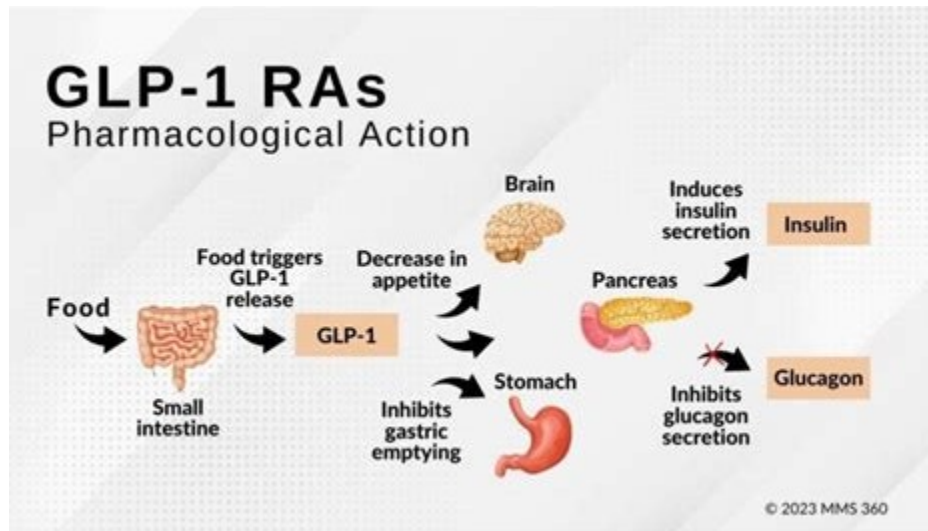 GLP-1 RAs
Pharmacological Action
Food
Small
intestine
Food triggers
GLP-1
release
GLP-1
Decrease in
appetite
Brain
Inhibits
gastric
emptying
Stomach
Pancreas
Induces
insulin
secretion
Insulin
Inhibits
glucagon
secretion
Glucagon
© 2023 MMS 360